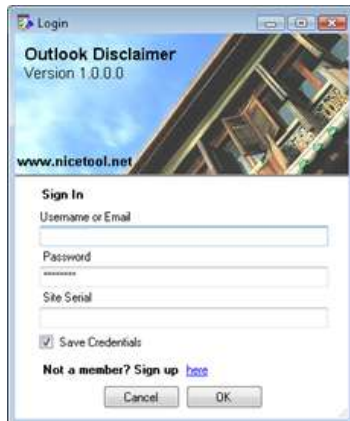 Login
Outlook Disclaimer
Version 1.0.0.0
www.nicetool.net
Sign In
Username or Email
Password
********
Site Serial
Save Credentials
Not a member? Sign up here
Cancel OK